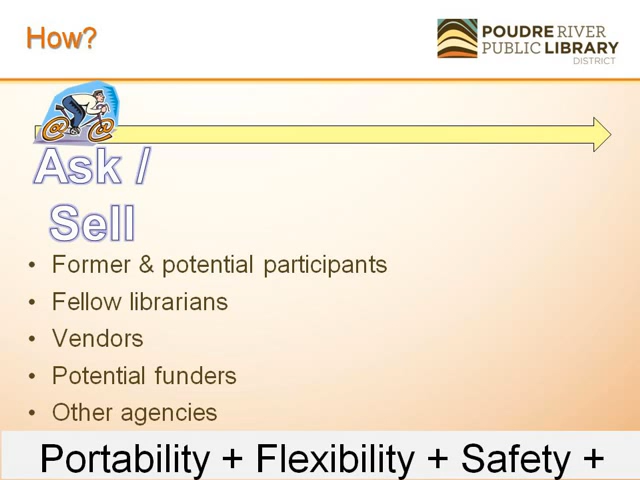 How?
POUDRE RIVER
PUBLIC LIBRARY
DISTRICT
@ @
Ask /
Sell
• Former & potential participants
• Fellow librarians
• Vendors
• Potential funders
• Other agencies
Portability + Flexibility + Safety +